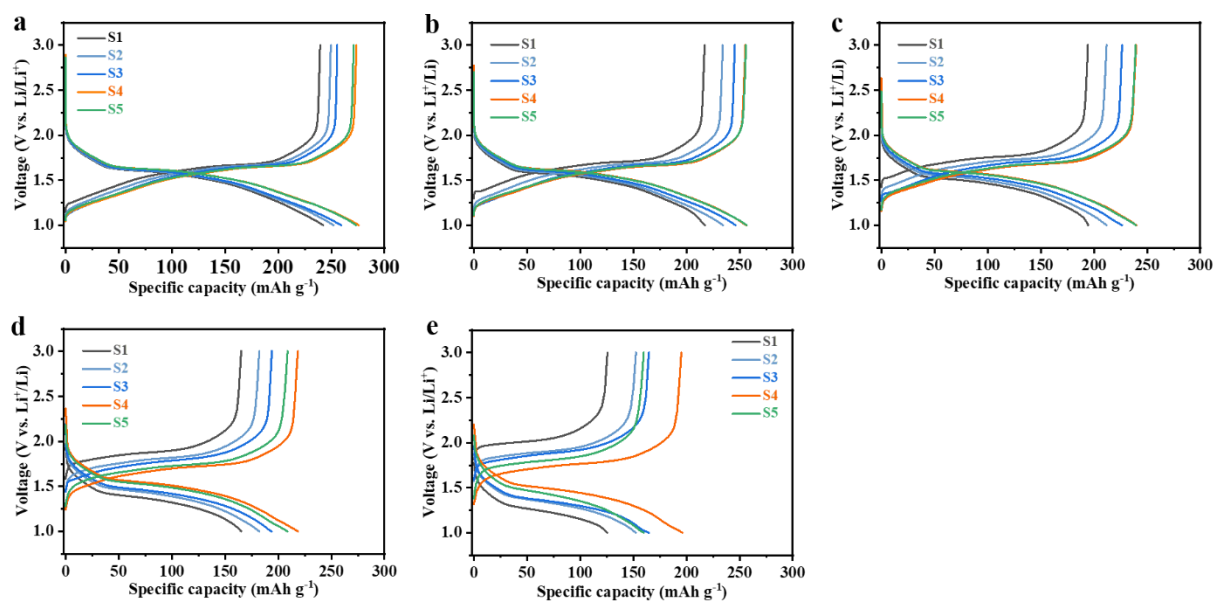 a
S1
S2
S3
S4
S5
3.0
2.5
2.0
1.5
1.0
0 50 100 150 200 250 300
Voltage (V vs. Li/Li⁺)
Specific capacity (mAh g⁻¹)
b
S1
S2
S3
S4
S5
3.0
2.5
2.0
1.5
1.0
0 50 100 150 200 250 300
Voltage (V vs. Li⁺/Li)
Specific capacity (mAh g⁻¹)
c
S1
S2
S3
S4
S5
3.0
2.5
2.0
1.5
1.0
0 50 100 150 200 250 300
Voltage (V vs. Li⁺/Li)
Specific capacity (mAh g⁻¹)
d
S1
S2
S3
S4
S5
3.0
2.5
2.0
1.5
1.0
0 50 100 150 200 250 300
Voltage (V vs. Li⁺/Li)
Specific capacity (mAh g⁻¹)
e
S1
S2
S3
S4
S5
3.0
2.5
2.0
1.5
1.0
0 50 100 150 200 250 300
Voltage (V vs. Li⁺/Li)
Specific capacity (mAh g⁻¹)